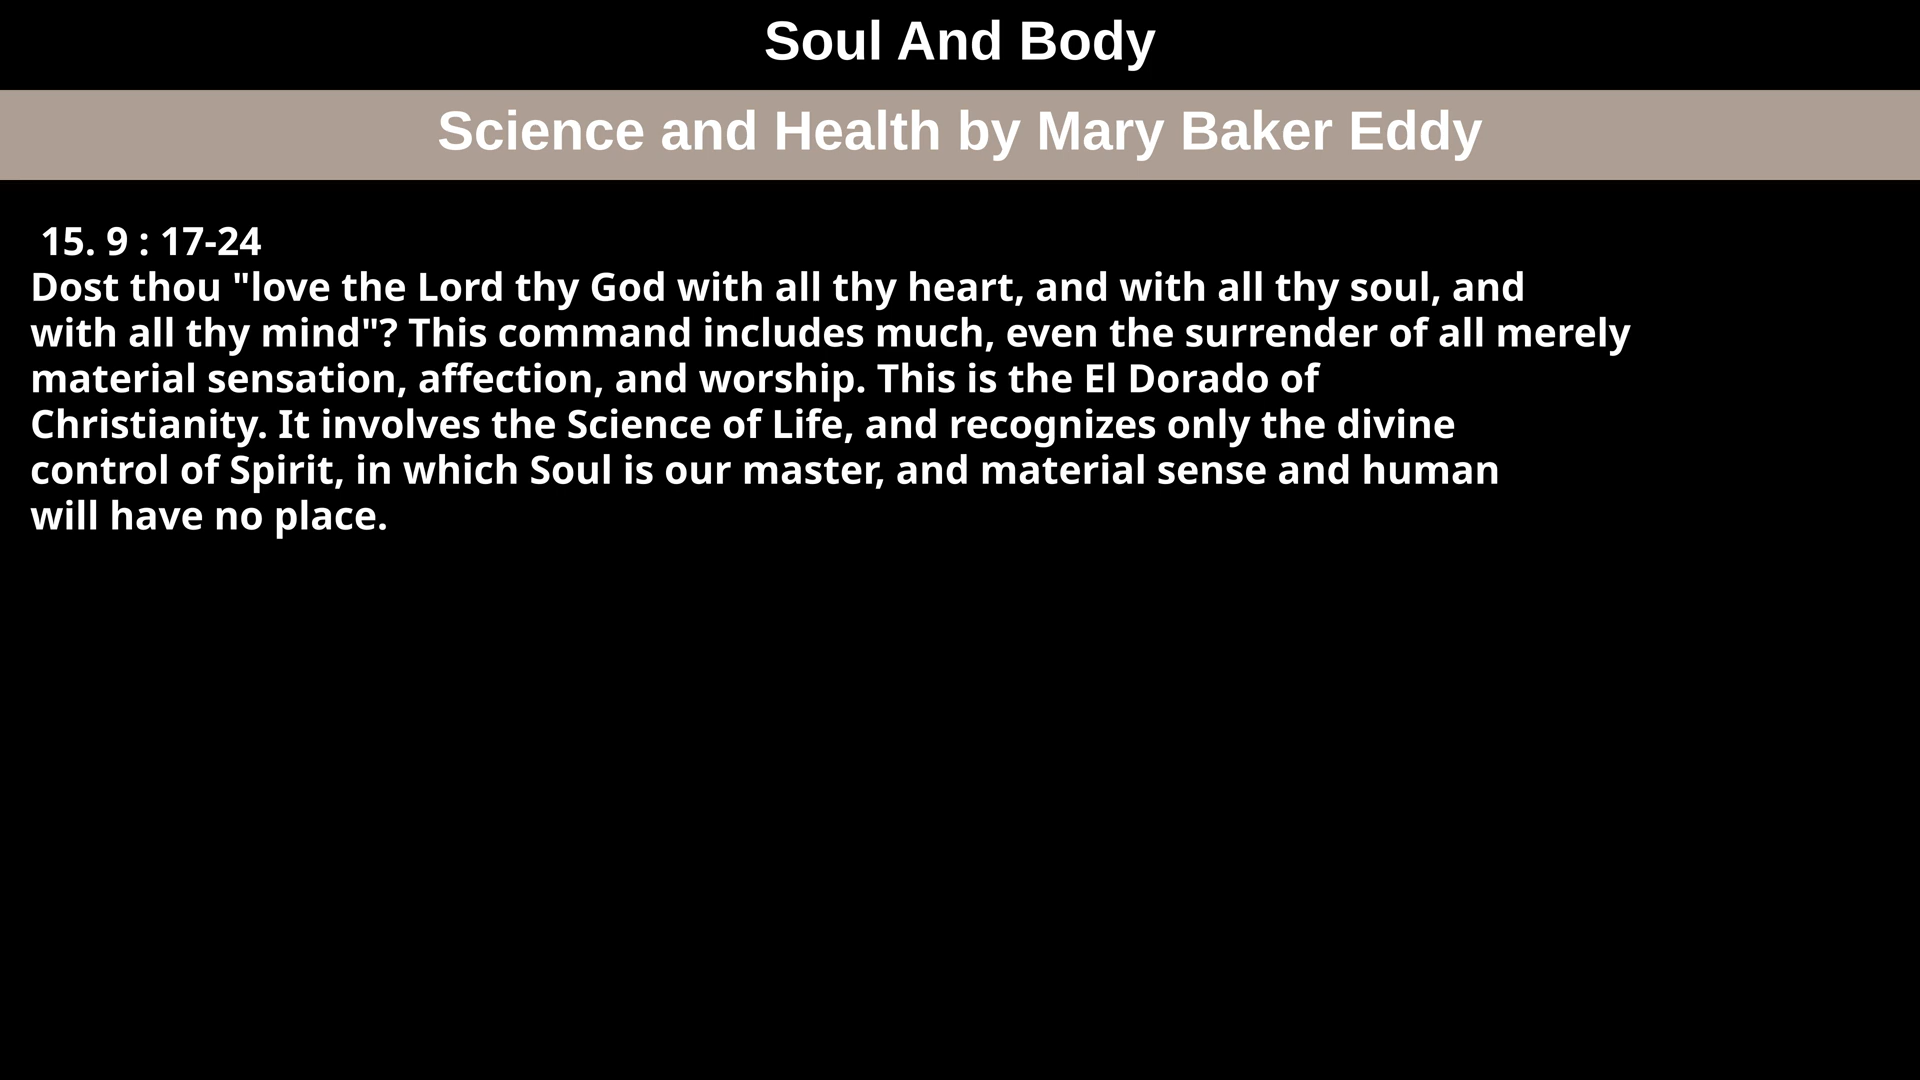 Soul And Body
Science and Health by Mary Baker Eddy
15. 9 : 17-24
Dost thou "love the Lord thy God with all thy heart, and with all thy soul, and
with all thy mind"? This command includes much, even the surrender of all merely
material sensation, affection, and worship. This is the El Dorado of
Christianity. It involves the Science of Life, and recognizes only the divine
control of Spirit, in which Soul is our master, and material sense and human
will have no place.